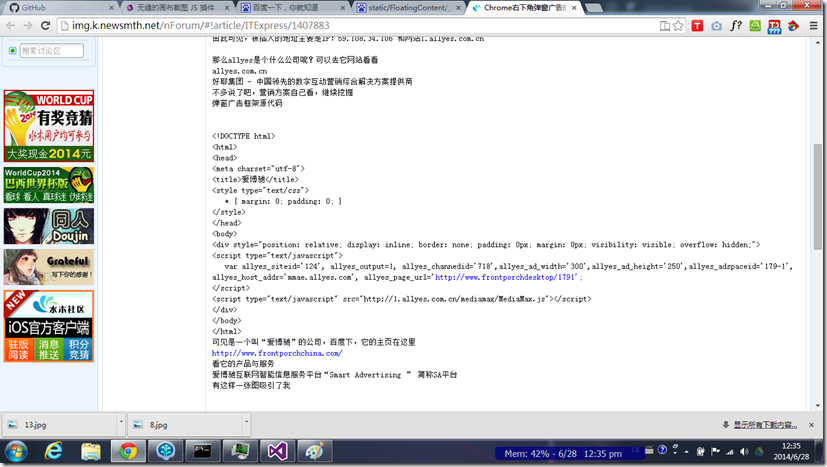 GitHub
无缝的画布截图 JS 插件
百度一下，你就知道
static/FloatingContent/_
Chrome右下角弹窗广告
img.k.newsmth.net/nForum/#!article/ITExpress/1407883
搜索讨论区
由此可见，被插入的地址主要是IP：59.108.34.106 和网站1.allyes.com.cn
那么allyes是个什么公司呢？可以去它网站看看
allyes.com.cn
好耶集团 - 中国领先的数字互动营销综合解决方案提供商
不多说了吧，营销方案自己看，继续挖掘
弹窗广告框架源代码
<!DOCTYPE html>
<html>
<head>
<meta charset="utf-8">
<title>爱博驰</title>
<style type="text/css">
* { margin: 0; padding: 0; }
</style>
</head>
<body>
<div style="position: relative; display: inline; border: none; padding: 0px; margin: 0px; visibility: visible; overflow: hidden;">
<script type="text/javascript">
var allyes_siteid='124', allyes_output=1, allyes_channedid='718',allyes_ad_width='300',allyes_ad_height='250',allyes_adspaceid='179-1',
allyes_host_addr='mmae.allyes.com', allyes_page_url='http://www.frontporchdesktop/1791';
</script>
<script type="text/javascript" src="http://1.allyes.com.cn/mediamax/MediaMax.js"></script>
</div>
</body>
</html>
可见是一个叫“爱博驰”的公司，百度下，它的主页在这里
http://www.frontporchchina.com/
看它的产品与服务
爱博驰互联网智能信息服务平台“Smart Advertising ” 简称SA平台
有这样一张图吸引了我
WORLD CUP
有奖竞猜
水木用户均可参与
大奖现金2014元
WorldCup2014
巴西世界杯版
看球 看人 真球迷 伪球迷
同人
Doujin
Grateful
写下你的感谢！
NEW
水木社区
iOS官方客户端
驻版 消息 积分
阅读 推送 竞猜
13.jpg
8.jpg
显示所有下载内容...
Mem: 42% - 6/28 12:35 pm
12:35
2014/6/28